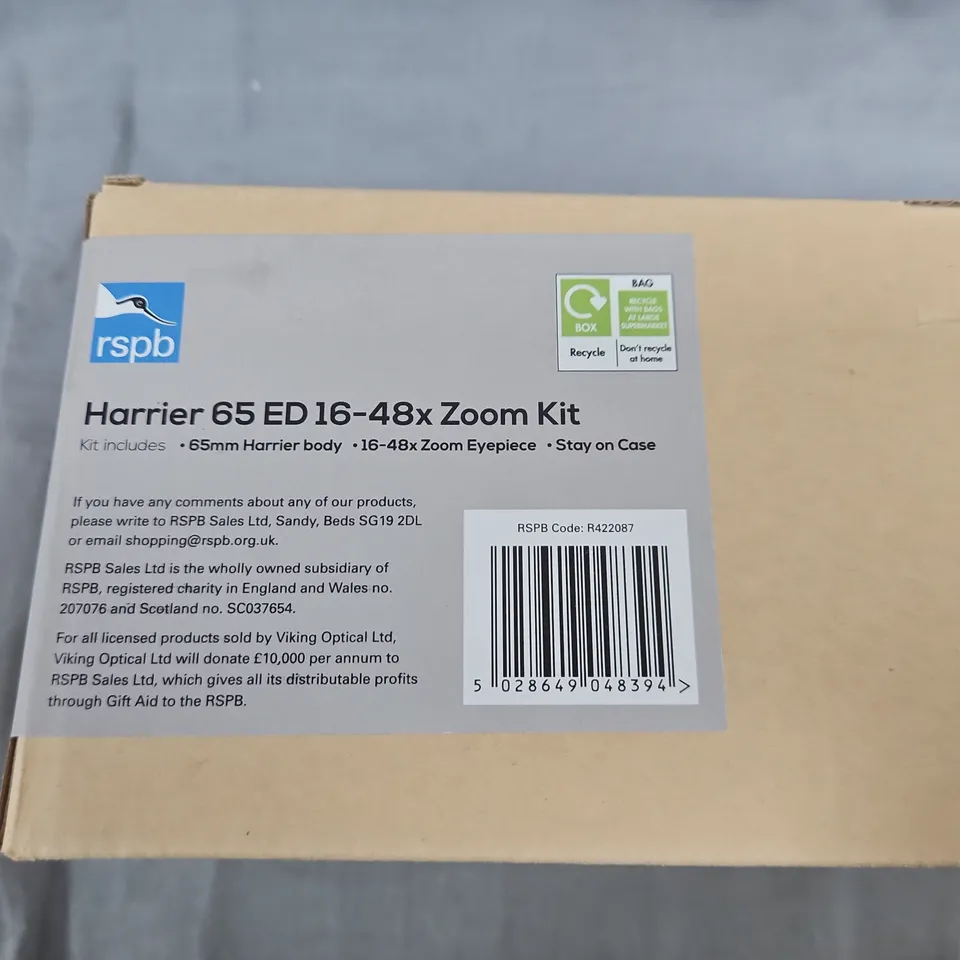 rspb
BAG
RECYCLE
WITH BAGS
AT LARGE
SUPERMARKET
BOX
Recycle
Don't recycle
at home
Harrier 65 ED 16-48x Zoom Kit
Kit includes • 65mm Harrier body • 16-48x Zoom Eyepiece • Stay on Case
If you have any comments about any of our products,
please write to RSPB Sales Ltd, Sandy, Beds SG19 2DL
or email shopping@rspb.org.uk.
RSPB Sales Ltd is the wholly owned subsidiary of
RSPB, registered charity in England and Wales no.
207076 and Scotland no. SC037654.
For all licensed products sold by Viking Optical Ltd,
Viking Optical Ltd will donate £10,000 per annum to
RSPB Sales Ltd, which gives all its distributable profits
through Gift Aid to the RSPB.
RSPB Code: R422087
5 028649 048394 >